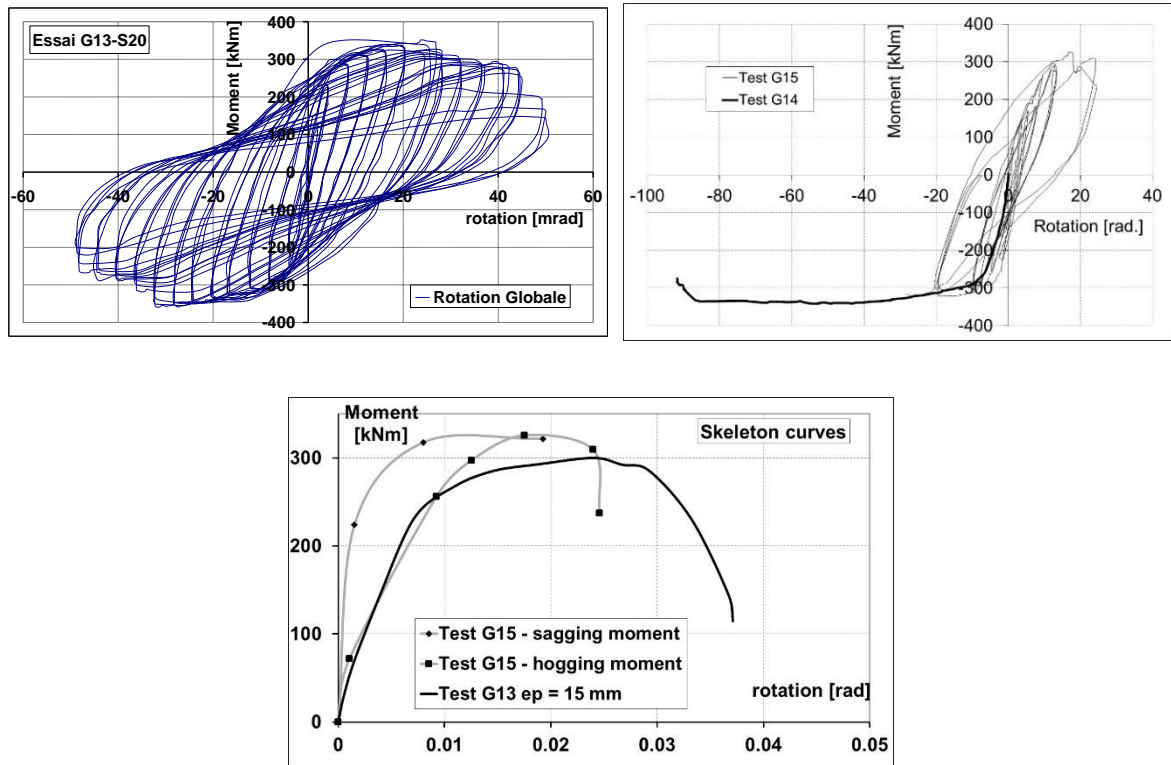 Essai G13-S20
Moment [kNm]
400
300
200
100
0
-100
-200
-300
-400
-60
-40
-20
0
20
40
60
rotation [mrad]
Rotation Globale
Moment [kNm]
400
300
200
100
0
-100
-200
-300
-400
-100
-80
-60
-40
-20
0
20
40
Test G15
Test G14
Rotation [rad.]
Moment
[kNm]
Skeleton curves
300
200
100
0
Test G15 - sagging moment
Test G15 - hogging moment
Test G13 ep = 15 mm
rotation [rad]
0
0.01
0.02
0.03
0.04
0.05